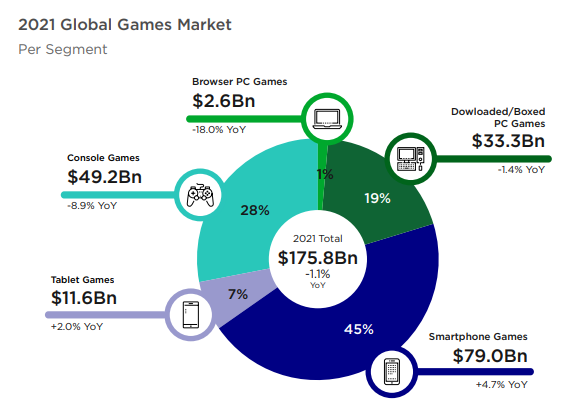 2021 Global Games Market
Per Segment
Browser PC Games
$2.6Bn
-18.0% YoY
Dowloaded/Boxed
PC Games
$33.3Bn
-1.4% YoY
Console Games
$49.2Bn
-8.9% YoY
1%
19%
28%
2021 Total
$175.8Bn
-1.1%
YoY
Tablet Games
$11.6Bn
+2.0% YoY
7%
45%
Smartphone Games
$79.0Bn
+4.7% YoY